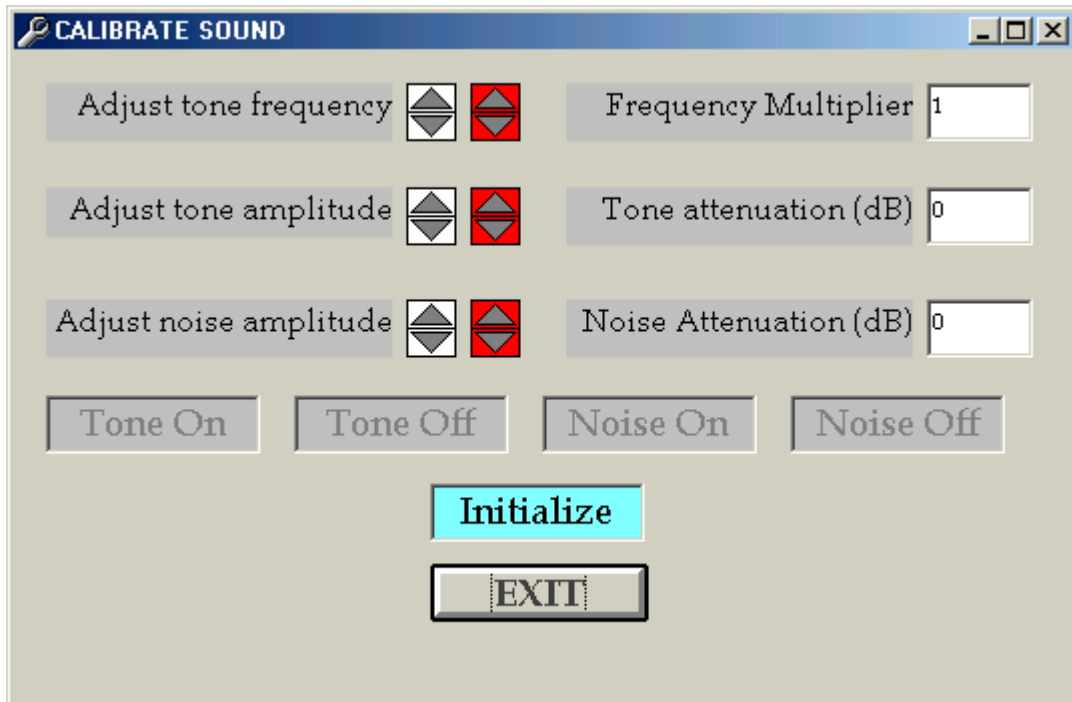 CALIBRATE SOUND
Adjust tone frequency Frequency Multiplier 1
Adjust tone amplitude Tone attenuation (dB) 0
Adjust noise amplitude Noise Attenuation (dB) 0
Tone On Tone Off Noise On Noise Off
Initialize
EXIT